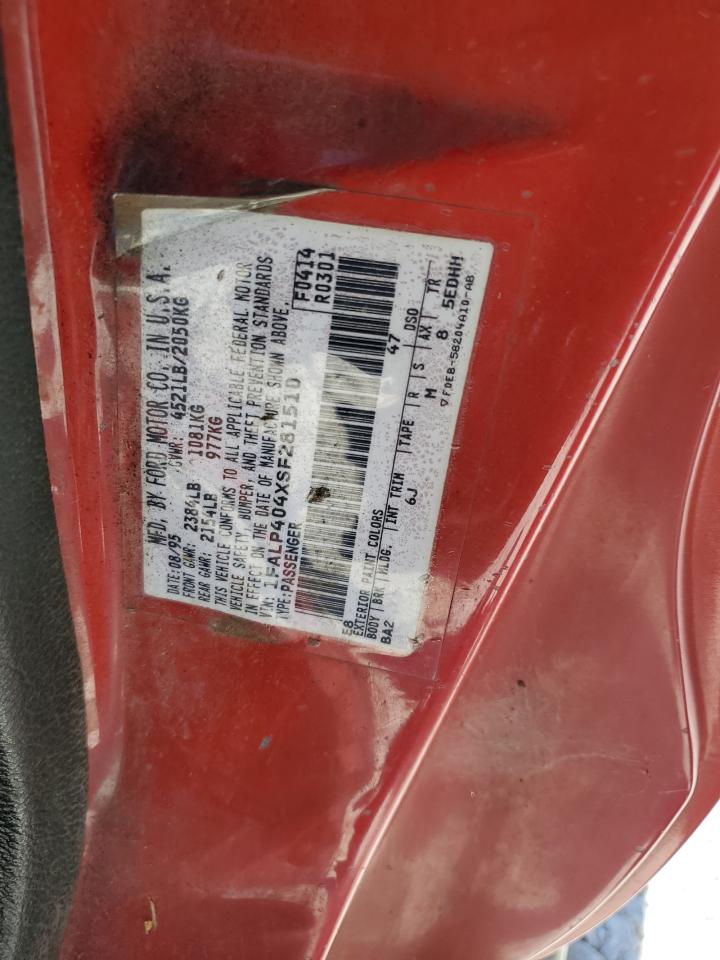 MFD. BY FORD MOTOR CO. IN U.S.A.
DATE: 08/95 GVWR: 4521LB/2050KG
FRONT GAWR: 2384LB 1081KG
REAR GAWR: 2154LB 977KG
THIS VEHICLE CONFORMS TO ALL APPLICABLE FEDERAL MOTOR
VEHICLE SAFETY, BUMPER, AND THEFT PREVENTION STANDARDS
IN EFFECT ON THE DATE OF MANUFACTURE SHOWN ABOVE.
VIN: 1FALP404XSF281510
TYPE: PASSENGER
F0414
R0301
E8 47
EXTERIOR PAINT COLORS DSO
BODY BRK MLDG. INT TRIM TAPE R S AX TR
BA2 6J M 8 5EDHH
▽F0EB-58204A10-AB